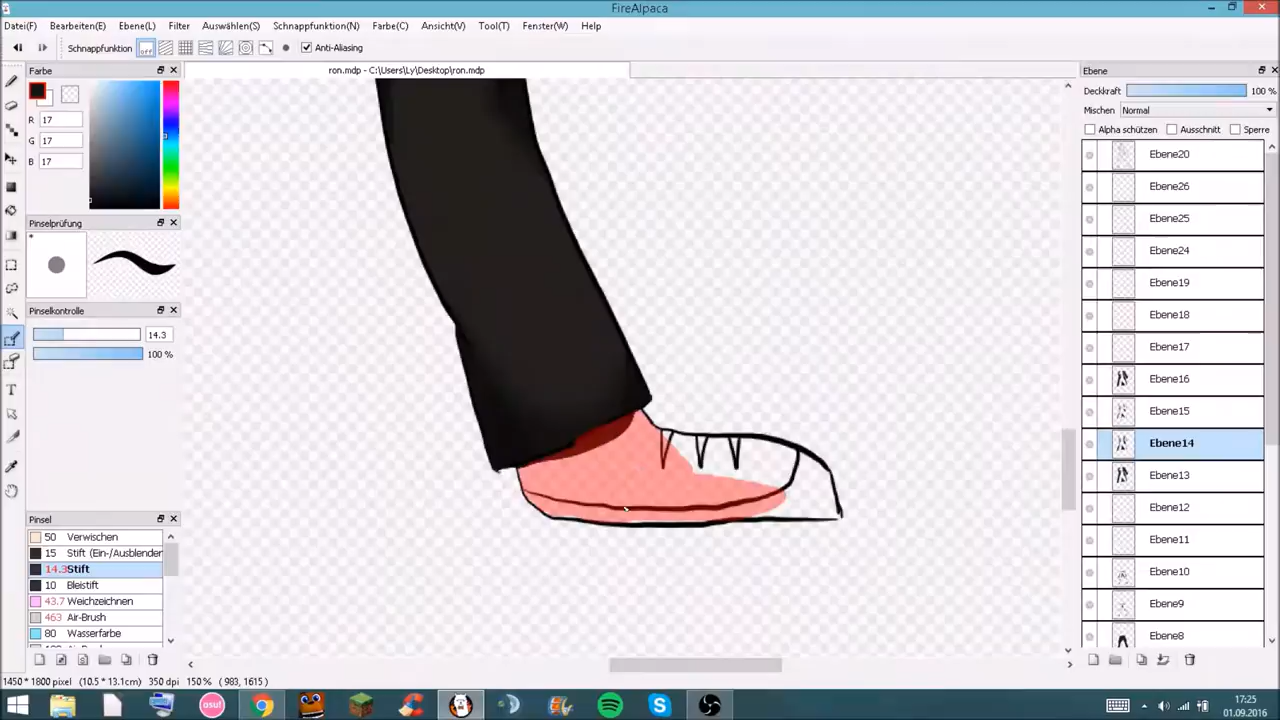 FireAlpaca
Datei(F) Bearbeiten(E) Ebene(L) Filter Auswählen(S) Schnappfunktion(N) Farbe(C) Ansicht(V) Tool(T) Fenster(W) Help
Schnappfunktion off Anti-Aliasing
Farbe
ron.mdp - C:\Users\Ly\Desktop\ron.mdp
Ebene
Deckkraft 100 %
Mischen Normal
Alpha schützen Ausschnitt Sperre
R 17
G 17
B 17
Pinselprüfung
Pinselkontrolle
14.3
100 %
Ebene20
Ebene26
Ebene25
Ebene24
Ebene19
Ebene18
Ebene17
Ebene16
Ebene15
Ebene14
Ebene13
Ebene12
Ebene11
Ebene10
Ebene9
Ebene8
Pinsel
50 Verwischen
15 Stift (Ein-/Ausblenden
14.3 Stift
10 Bleistift
43.7 Weichzeichnen
463 Air-Brush
80 Wasserfarbe
1450 * 1800 pixel (10.5 * 13.1cm) 350 dpi 150 % ( 983, 1615 )
osu!
17:25
01.09.2016